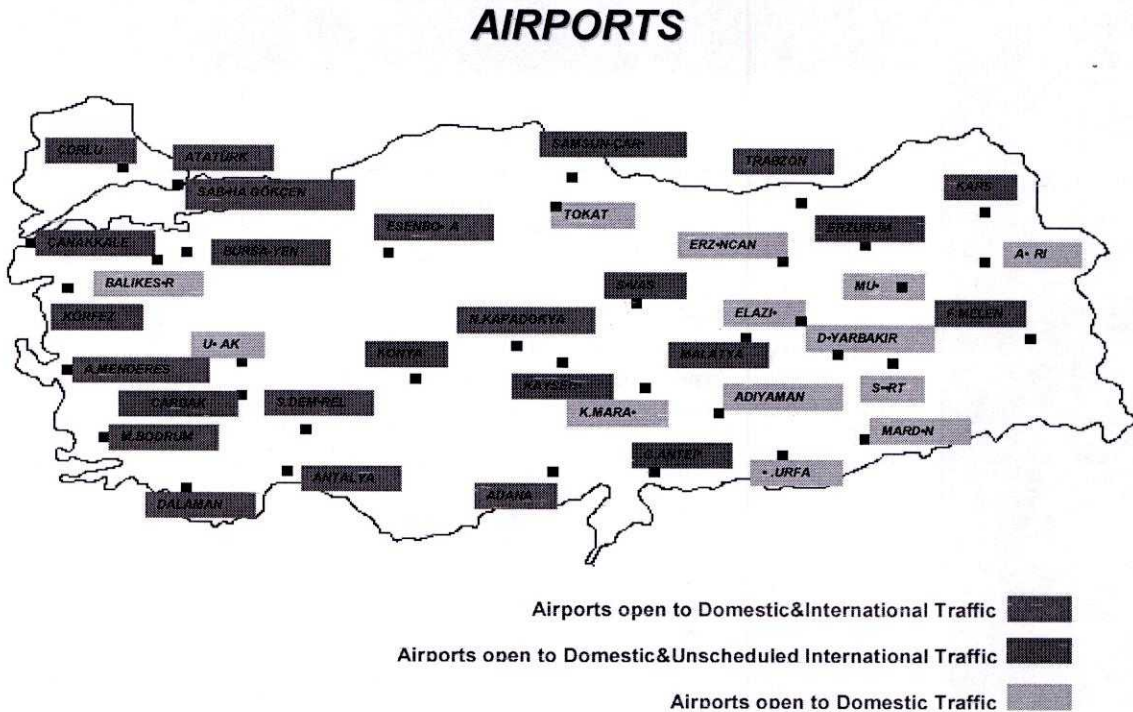 AIRPORTS
ÇORLU
ATATÜRK
SAB•HA GÖKÇEN
SAMSUN-ÇAR•
TRABZON
KARS
ÇANAKKALE
BURSA-YEN
ESENBO• A
TOKAT
ERZURUM
ERZ•NCAN
A• RI
BALIKES•R
S•VAS
MU•
KÖRFEZ
N.KAPADOKYA
ELAZI•
F.MELEN
U• AK
KONYA
MALATYA
D•YARBAKIR
A.MENDERES
KAYSER•
S••RT
ÇARDAK
S.DEM•REL
K.MARA•
ADIYAMAN
M.BODRUM
MARD•N
G.ANTEP
ANTALYA
• .URFA
DALAMAN
ADANA
Airports open to Domestic&International Traffic
Airports open to Domestic&Unscheduled International Traffic
Airports open to Domestic Traffic